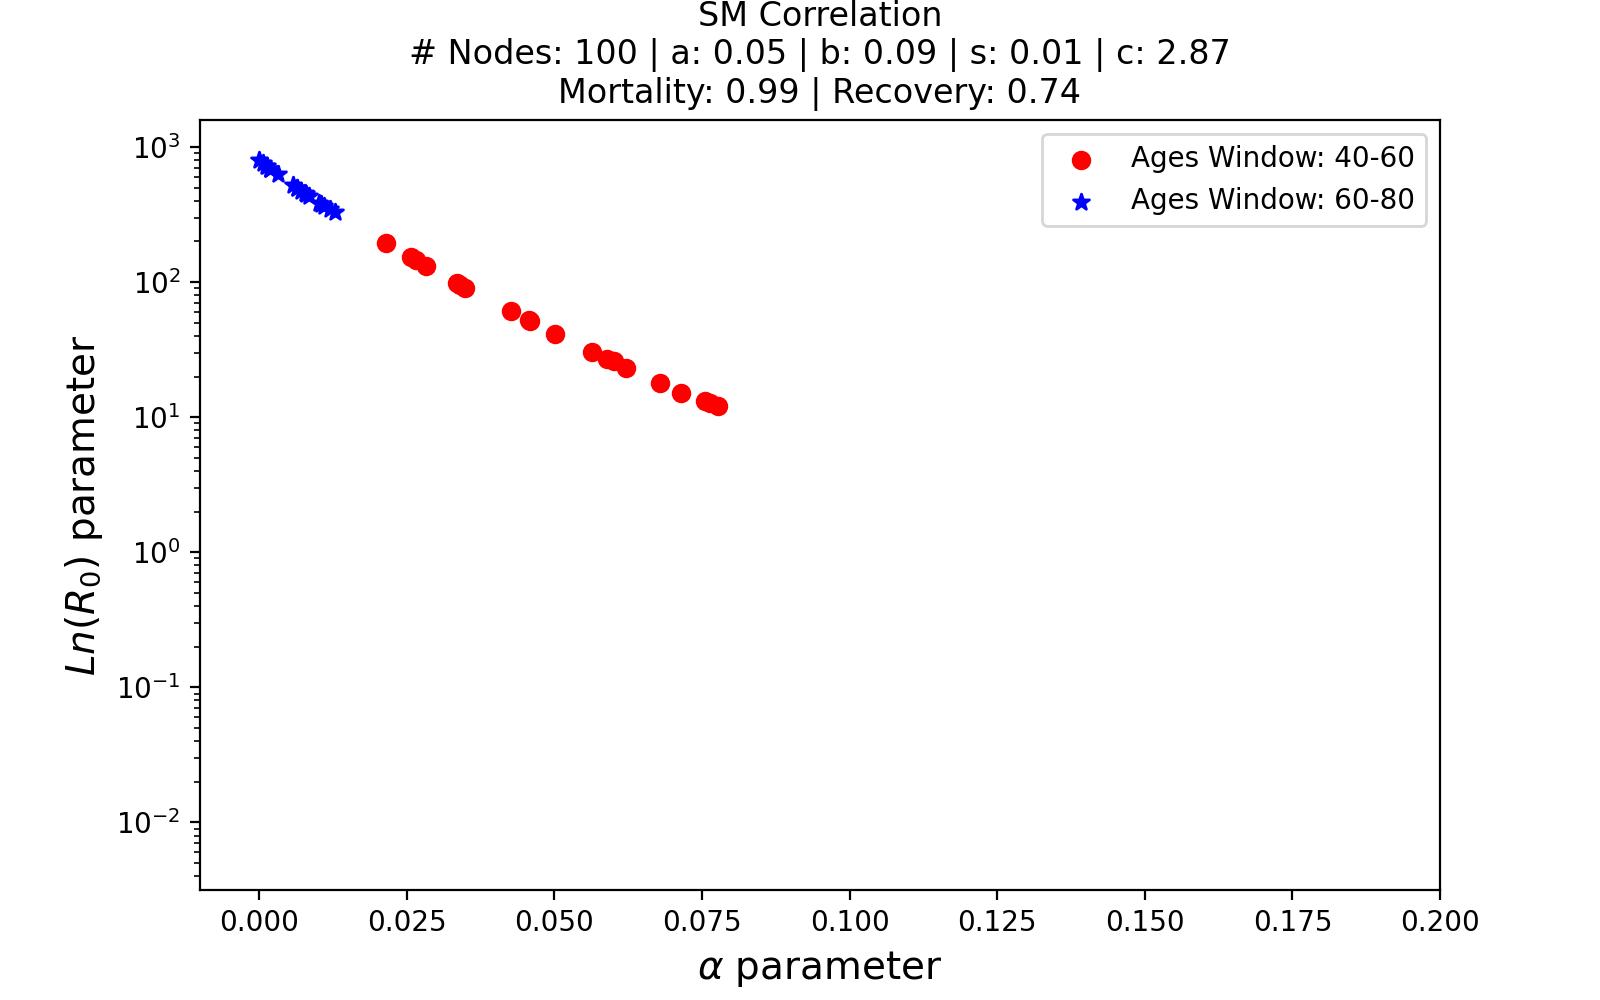 SM Correlation
# Nodes: 100 | a: 0.05 | b: 0.09 | s: 0.01 | c: 2.87
Mortality: 0.99 | Recovery: 0.74
Ages Window: 40-60
Ages Window: 60-80
10³
10²
10¹
10⁰
10⁻¹
10⁻²
Ln(R₀) parameter
0.000 0.025 0.050 0.075 0.100 0.125 0.150 0.175 0.200
α parameter